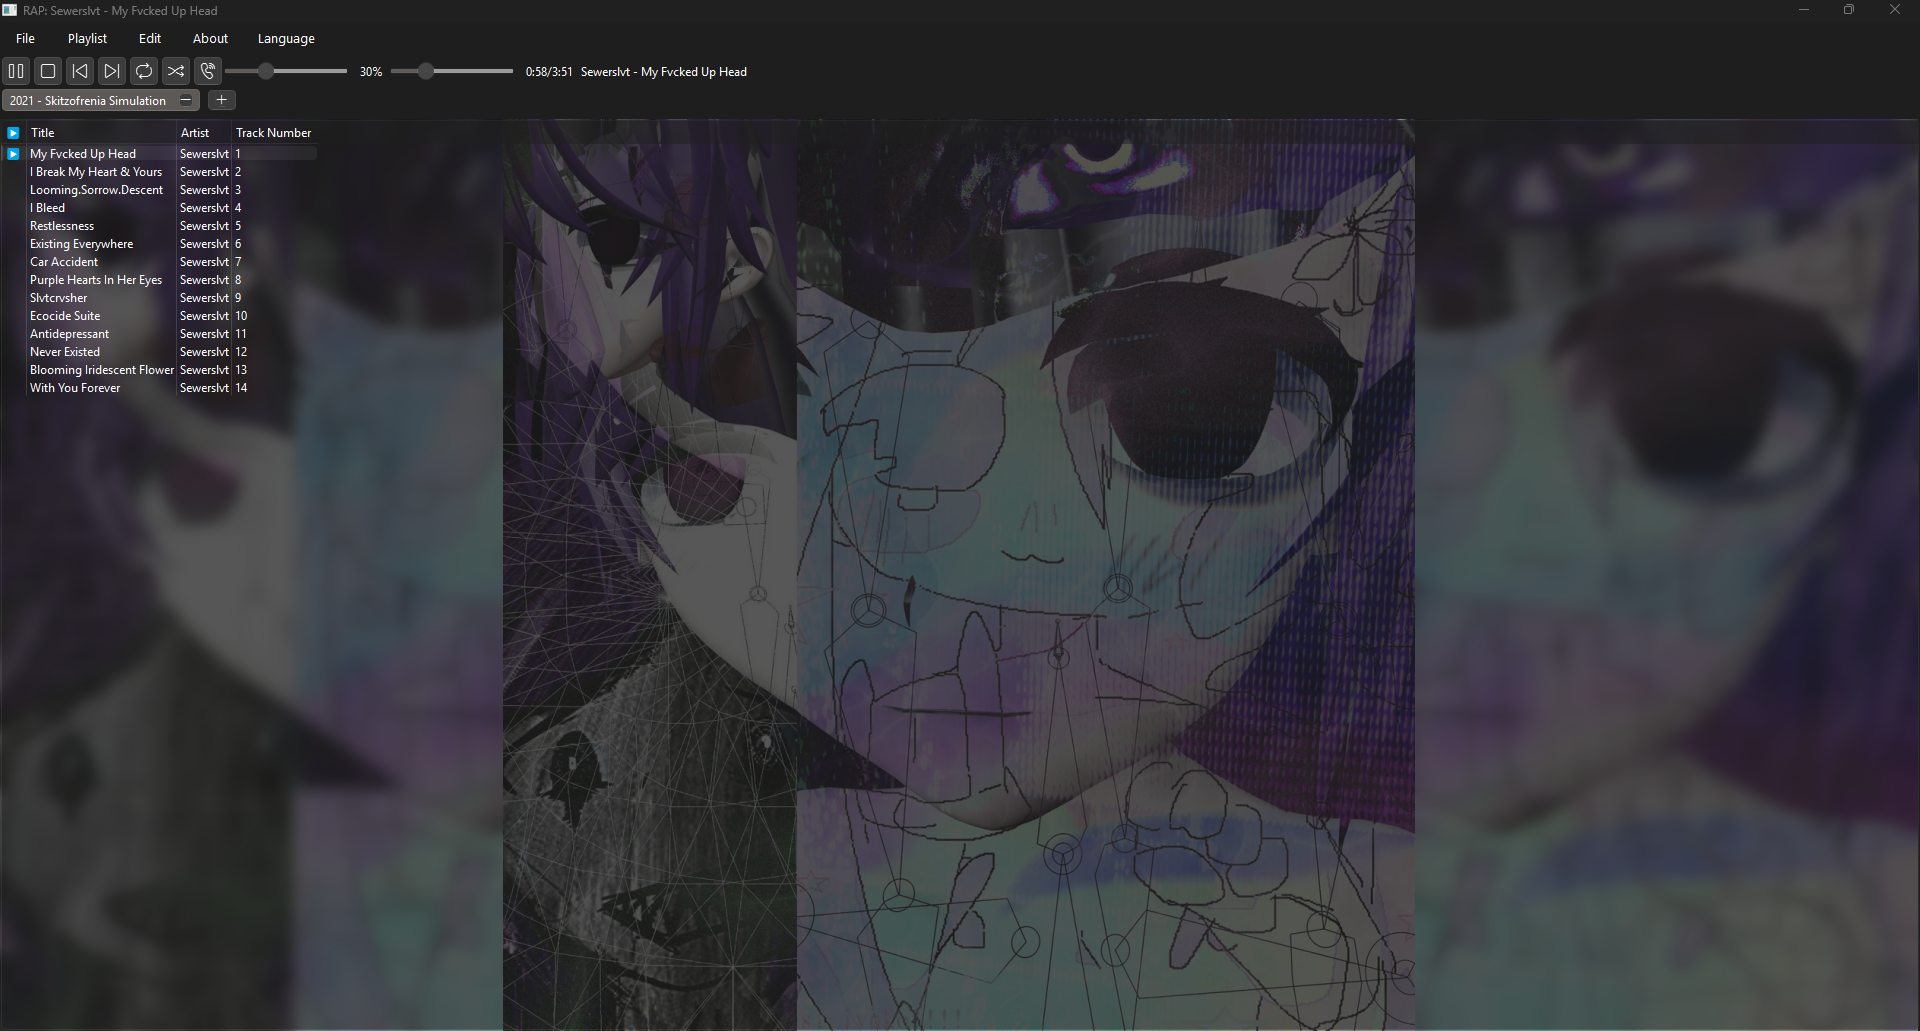 RAP: Sewerslvt - My Fvcked Up Head
File Playlist Edit About Language
30% 0:58/3:51 Sewerslvt - My Fvcked Up Head
2021 - Skitzofrenia Simulation
Title Artist Track Number
My Fvcked Up Head Sewerslvt 1
I Break My Heart & Yours Sewerslvt 2
Looming.Sorrow.Descent Sewerslvt 3
I Bleed Sewerslvt 4
Restlessness Sewerslvt 5
Existing Everywhere Sewerslvt 6
Car Accident Sewerslvt 7
Purple Hearts In Her Eyes Sewerslvt 8
Slvtcrvsher Sewerslvt 9
Ecocide Suite Sewerslvt 10
Antidepressant Sewerslvt 11
Never Existed Sewerslvt 12
Blooming Iridescent Flower Sewerslvt 13
With You Forever Sewerslvt 14